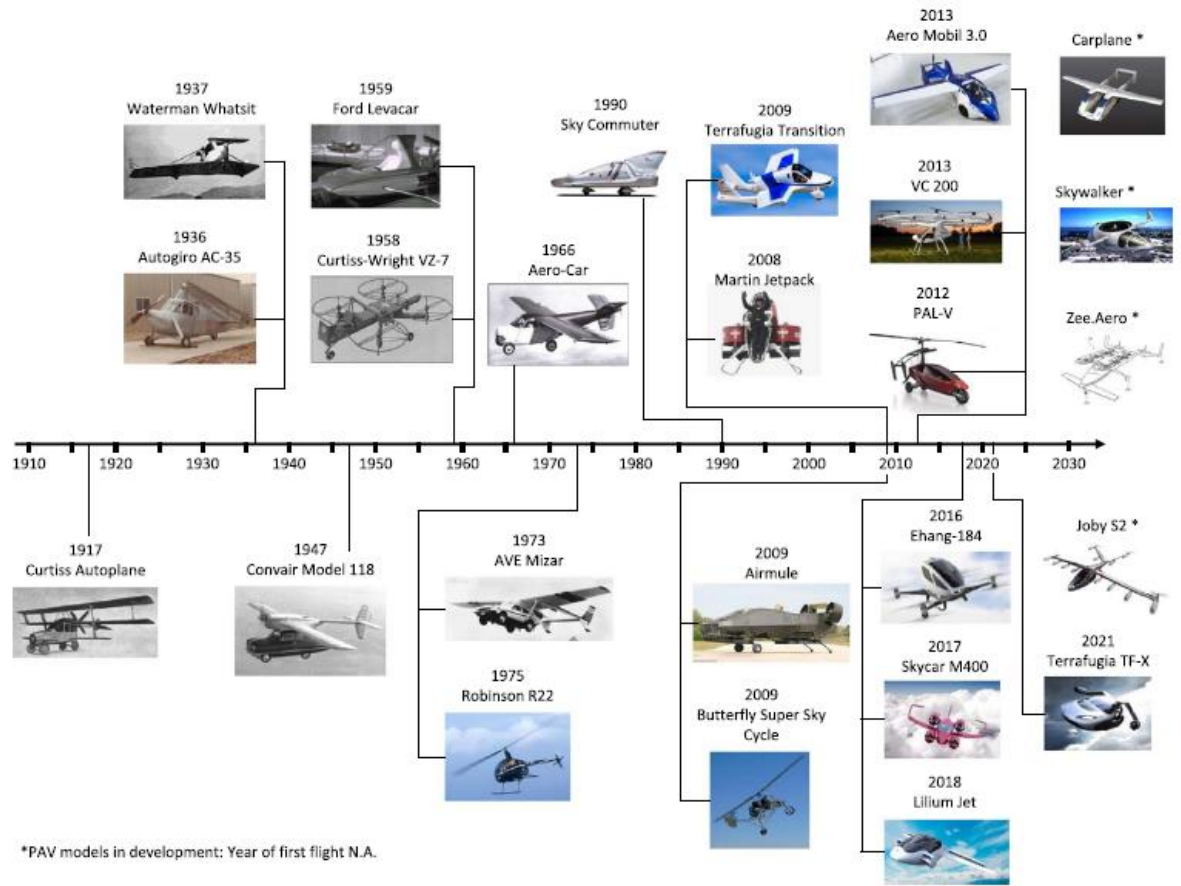 1937
Waterman Whatsit
1936
Autogiro AC-35
1959
Ford Levacar
1958
Curtiss-Wright VZ-7
1966
Aero-Car
1990
Sky Commuter
2009
Terrafugia Transition
2008
Martin Jetpack
2013
Aero Mobil 3.0
2013
VC 200
2012
PAL-V
Carplane *
Skywalker *
Zee.Aero *
1910 1920 1930 1940 1950 1960 1970 1980 1990 2000 2010 2020 2030
1917
Curtiss Autoplane
1947
Convair Model 118
1973
AVE Mizar
1975
Robinson R22
2009
Airmule
2009
Butterfly Super Sky
Cycle
2016
Ehang-184
2017
Skycar M400
2018
Lilium Jet
Joby S2 *
2021
Terrafugia TF-X
*PAV models in development: Year of first flight N.A.